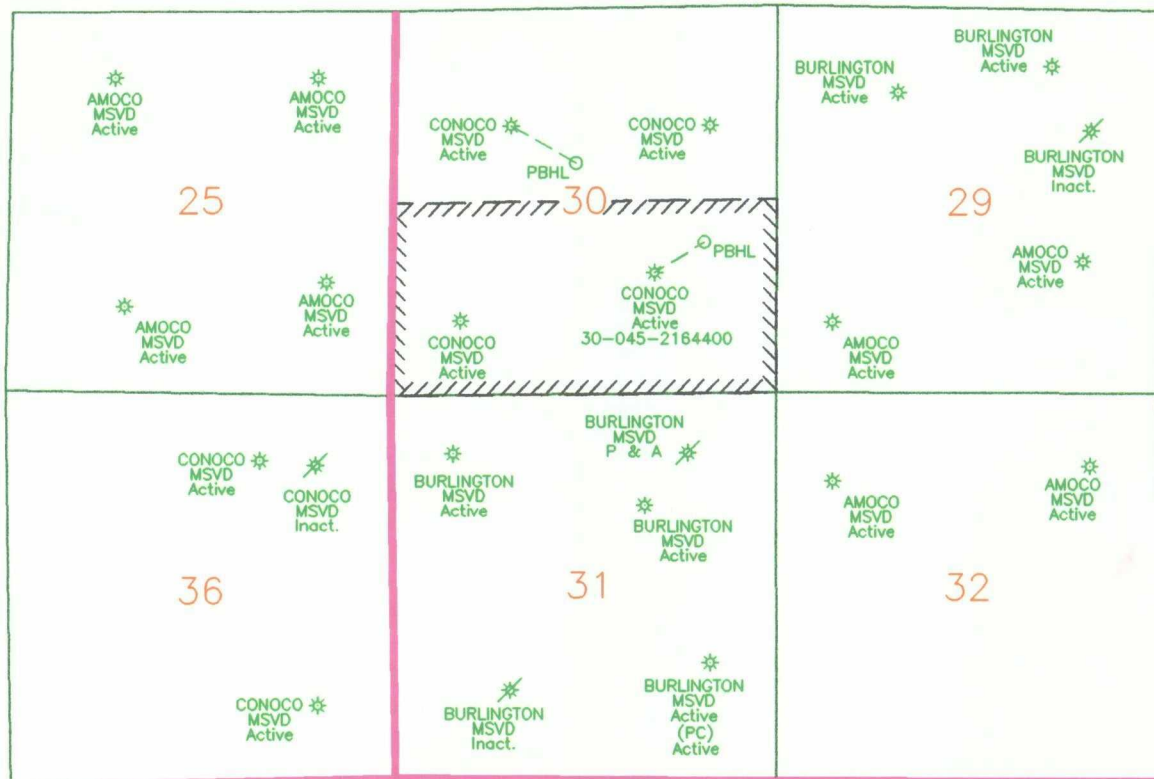 AMOCO
MSVD
Active
AMOCO
MSVD
Active
25
AMOCO
MSVD
Active
AMOCO
MSVD
Active
CONOCO
MSVD
Active
PBHL
CONOCO
MSVD
Active
30
PBHL
CONOCO
MSVD
Active
30-045-2164400
CONOCO
MSVD
Active
BURLINGTON
MSVD
Active
BURLINGTON
MSVD
Active
BURLINGTON
MSVD
Inact.
29
AMOCO
MSVD
Active
AMOCO
MSVD
Active
CONOCO
MSVD
Active
CONOCO
MSVD
Inact.
36
CONOCO
MSVD
Active
BURLINGTON
MSVD
P & A
BURLINGTON
MSVD
Active
BURLINGTON
MSVD
Active
31
BURLINGTON
MSVD
Inact.
BURLINGTON
MSVD
Active
(PC)
Active
AMOCO
MSVD
Active
AMOCO
MSVD
Active
32